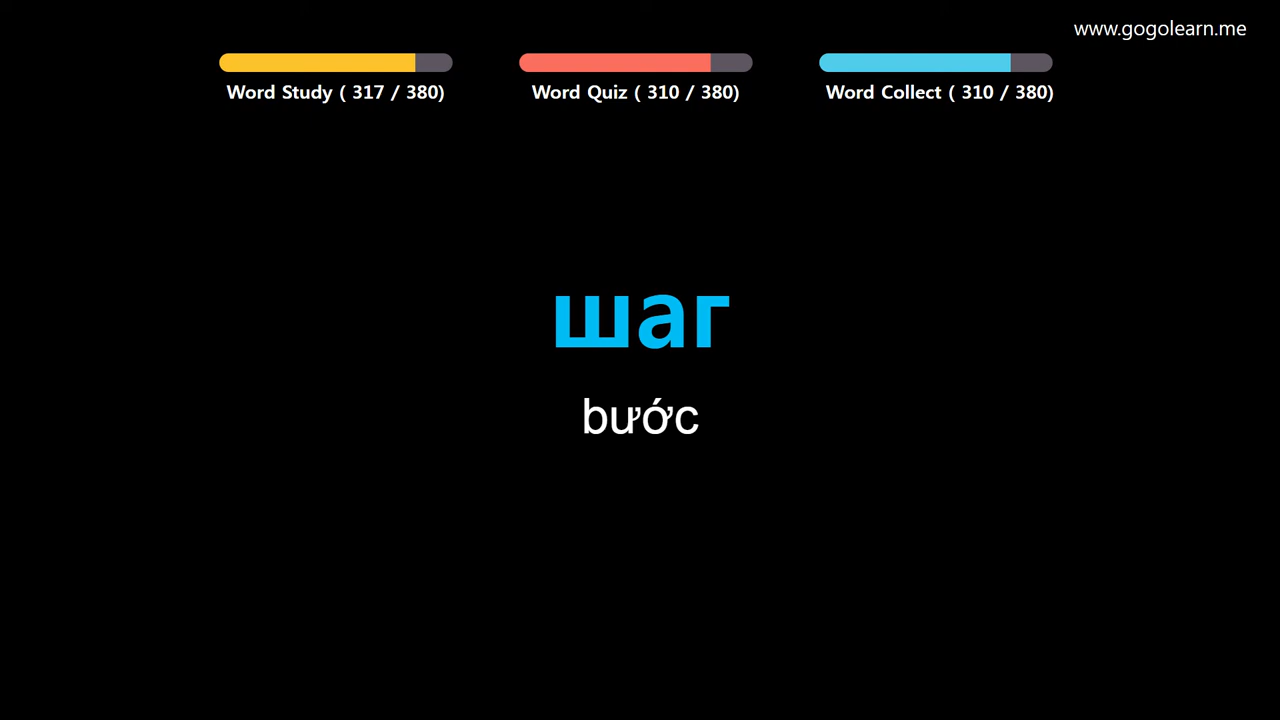 www.gogolearn.me
Word Study ( 317 / 380)
Word Quiz ( 310 / 380)
Word Collect ( 310 / 380)
шаг
bước